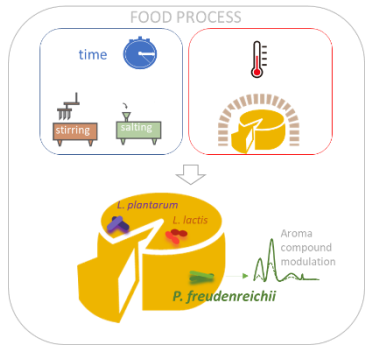 FOOD PROCESS
time
stirring
salting
L. plantarum
L. lactis
Aroma
compound
modulation
P. freudenreichii